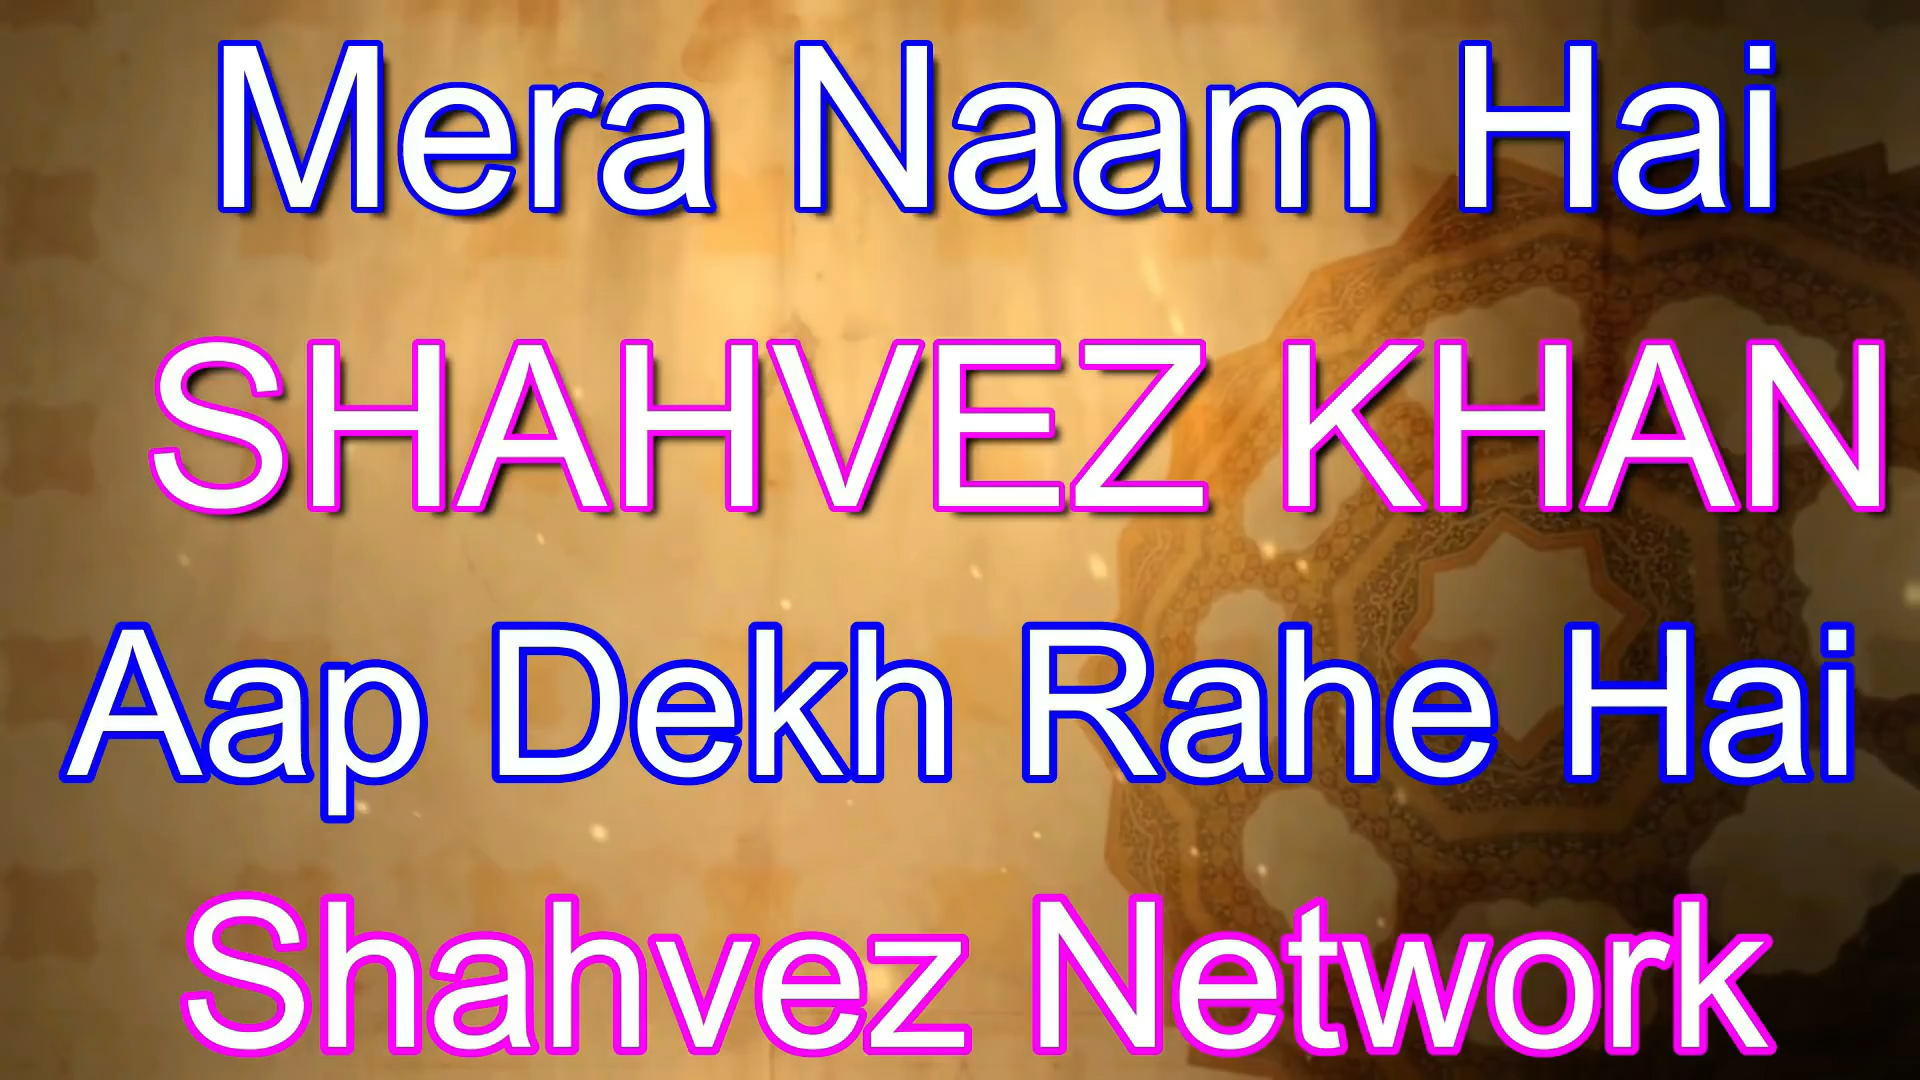 Mera Naam Hai
SHAHVEZ KHAN
Aap Dekh Rahe Hai
Shahvez Network